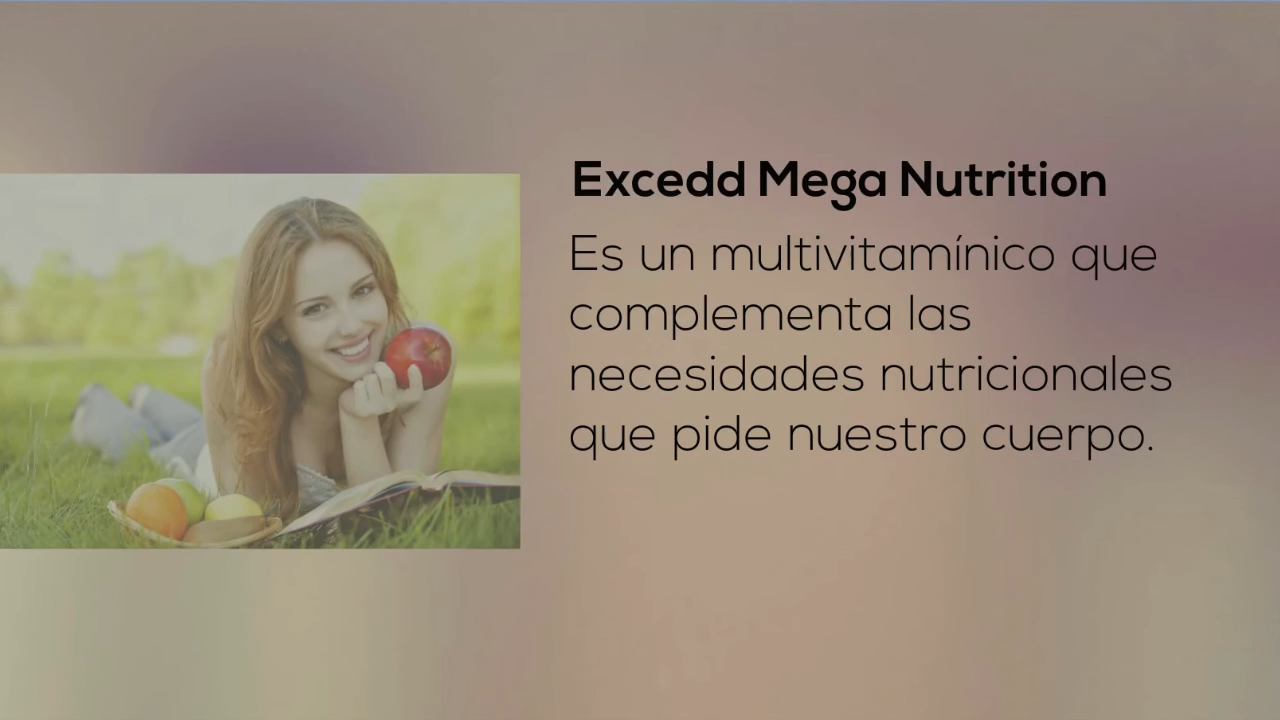 Excedd Mega Nutrition
Es un multivitamínico que
complementa las
necesidades nutricionales
que pide nuestro cuerpo.